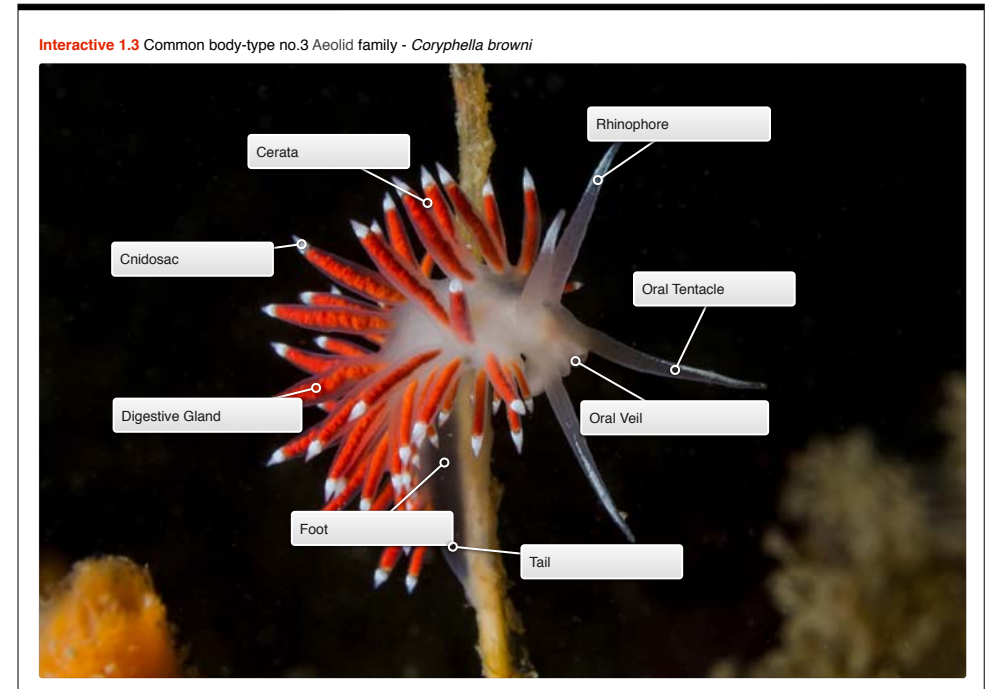 Interactive 1.3 Common body-type no.3 Aeolid family - Coryphella browni
Rhinophore
Cerata
Cnidosac
Oral Tentacle
Digestive Gland
Oral Veil
Foot
Tail